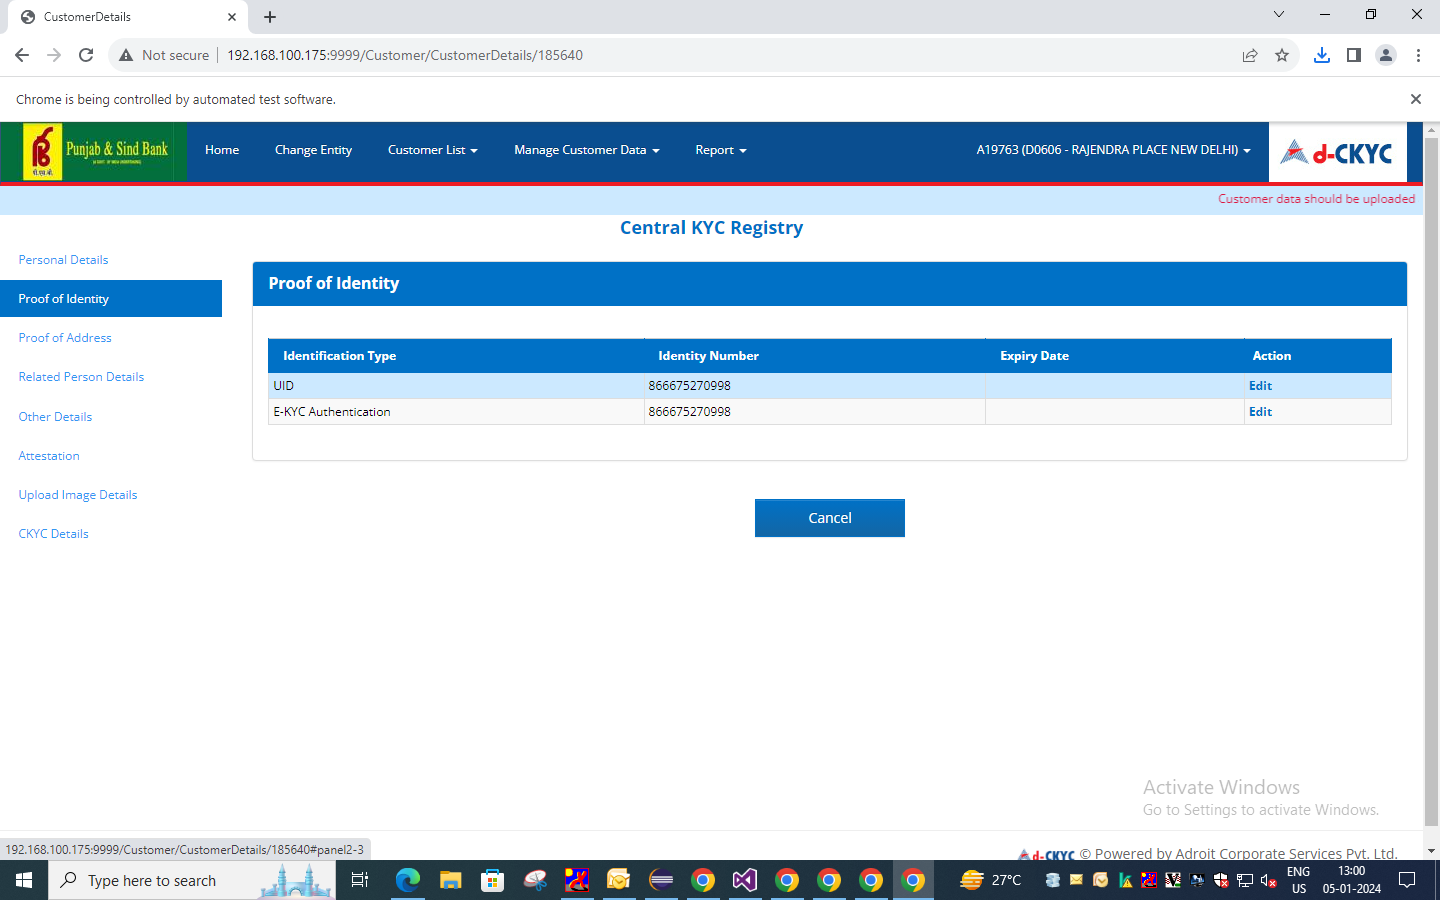 CustomerDetails
Not secure 192.168.100.175:9999/Customer/CustomerDetails/185640
Chrome is being controlled by automated test software.
Punjab & Sind Bank
पी.एस.बी.
Home Change Entity Customer List Manage Customer Data Report A19763 (D0606 - RAJENDRA PLACE NEW DELHI) d-CKYC
Customer data should be uploaded
Central KYC Registry
Personal Details
Proof of Identity
Proof of Address
Related Person Details
Other Details
Attestation
Upload Image Details
CKYC Details
Proof of Identity
Identification Type Identity Number Expiry Date Action
UID 866675270998 Edit
E-KYC Authentication 866675270998 Edit
Cancel
Activate Windows
Go to Settings to activate Windows.
192.168.100.175:9999/Customer/CustomerDetails/185640#panel2-3
d-CKYC © Powered by Adroit Corporate Services Pvt. Ltd.
Type here to search
27°C
ENG
US
13:00
05-01-2024